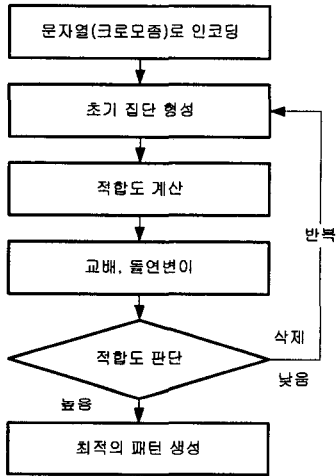 문자열(크로모좀)로 인코딩
초기 집단 형성
적합도 계산
반복
교배, 돌연변이
삭제
적합도 판단
낮음
높음
최적의 패턴 생성